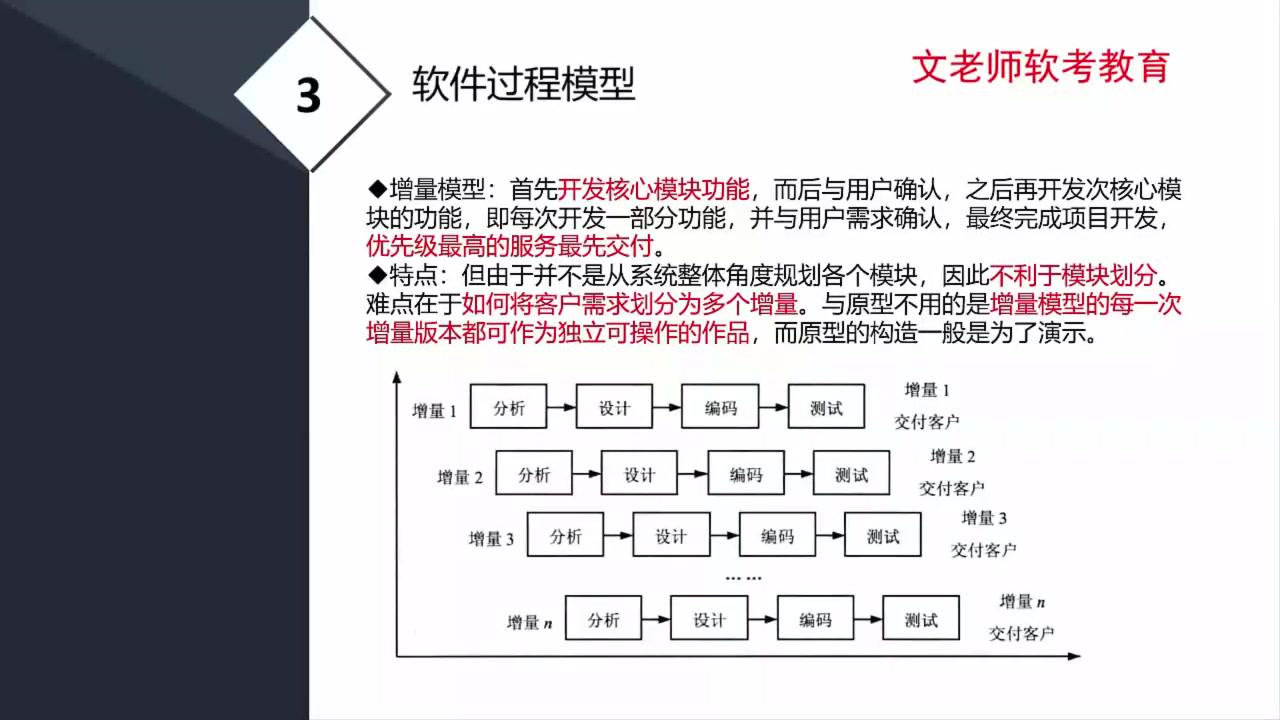 3
软件过程模型
文老师软考教育
◆增量模型：首先开发核心模块功能，而后与用户确认，之后再开发次核心模
块的功能，即每次开发一部分功能，并与用户需求确认，最终完成项目开发，
优先级最高的服务最先交付。
◆特点：但由于并不是从系统整体角度规划各个模块，因此不利于模块划分。
难点在于如何将客户需求划分为多个增量。与原型不用的是增量模型的每一次
增量版本都可作为独立可操作的作品，而原型的构造一般是为了演示。
增量 1 分析 设计 编码 测试 增量 1
交付客户
增量 2 分析 设计 编码 测试 增量 2
交付客户
增量 3 分析 设计 编码 测试 增量 3
交付客户
……
增量 n 分析 设计 编码 测试 增量 n
交付客户